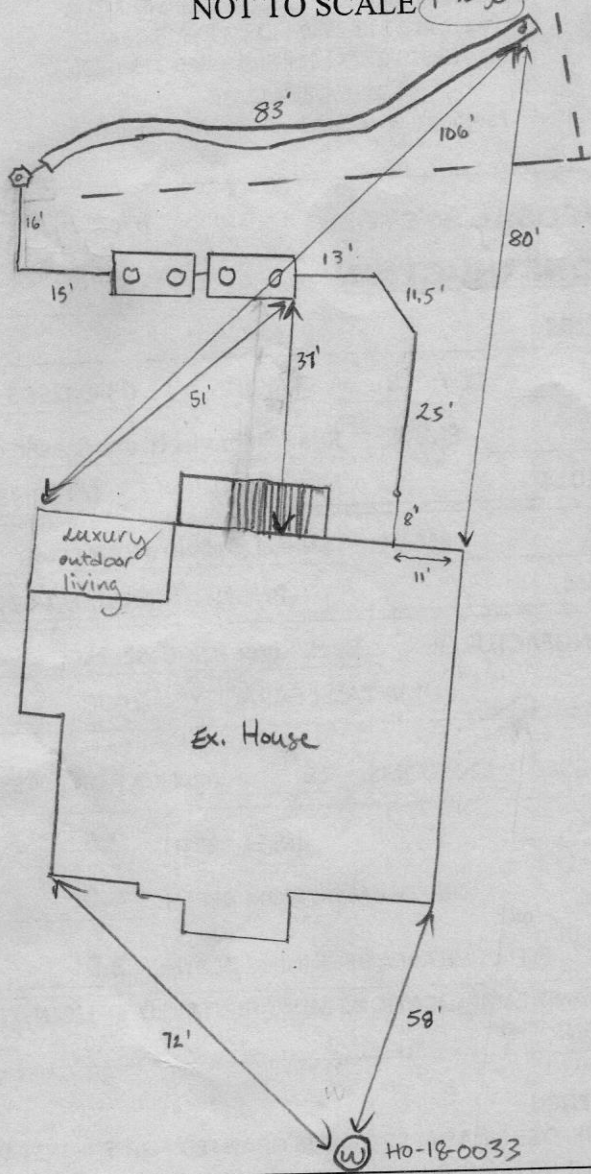 NOT TO SCALE
83'
106'
16'
80'
13'
15'
11.5'
37'
51'
25'
8'
Luxury
outdoor
living
11'
Ex. House
58'
W HO-18-0033